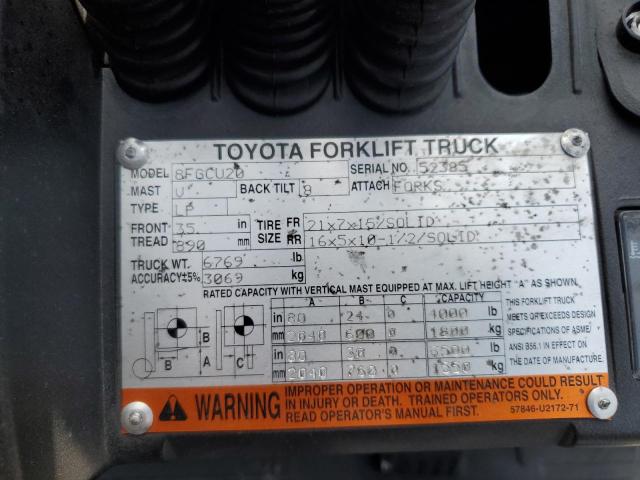 TOYOTA FORKLIFT TRUCK
MODEL 8FGCU20 SERIAL NO. 52385
MAST V BACK TILT 8 ATTACH FORKS
TYPE LP
FRONT TREAD 35 in TIRE SIZE FR 21x7x15/SOLID
890 mm RR 16x5x10-1/2/SOLID
TRUCK WT. 6769 lb
ACCURACY±5% 3069 kg
RATED CAPACITY WITH VERTICAL MAST EQUIPPED AT MAX. LIFT HEIGHT "A" AS SHOWN
A B C CAPACITY
in 80 24 0 4000 lb
mm 2040 600 0 1800 kg
in 80 30 0 lb
mm 2040 760 0 kg
B A B C
THIS FORKLIFT TRUCK
MEETS OR EXCEEDS DESIGN
SPECIFICATIONS OF ASME/
ANSI B56.1 IN EFFECT ON
THE DATE OF MANUFACTURE.
WARNING
IMPROPER OPERATION OR MAINTENANCE COULD RESULT
IN INJURY OR DEATH. TRAINED OPERATORS ONLY.
READ OPERATOR'S MANUAL FIRST.
57846-U2172-71